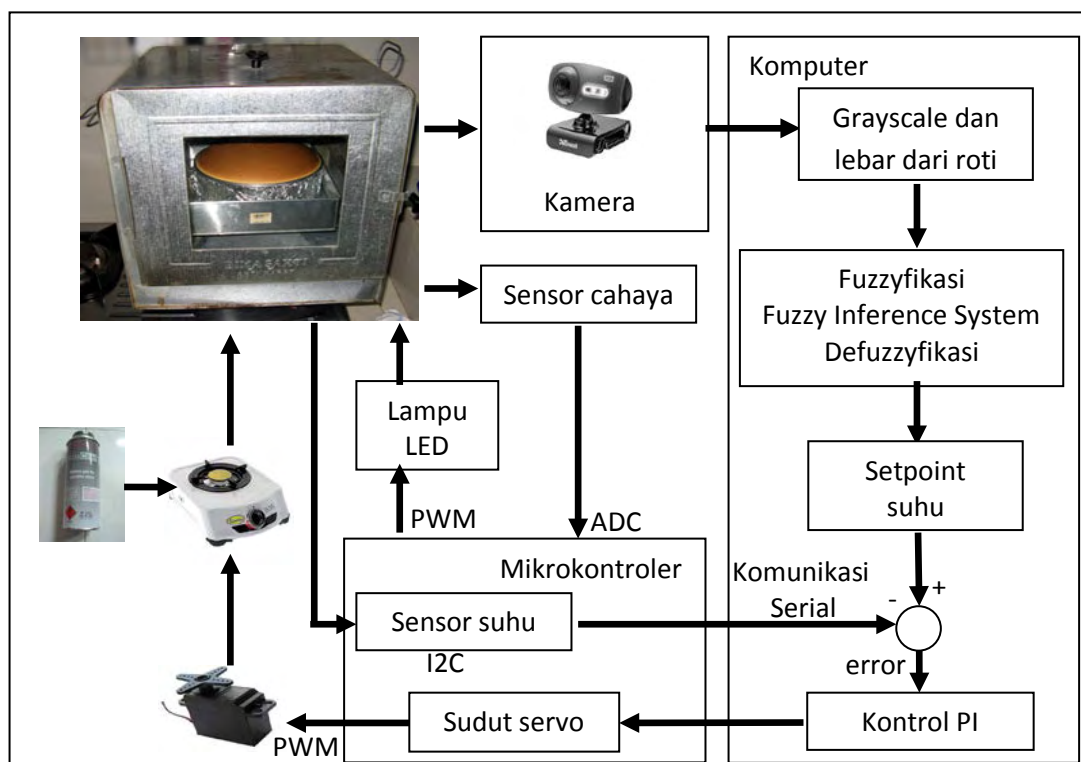 Komputer
Grayscale dan
lebar dari roti
Kamera
Fuzzyfikasi
Fuzzy Inference System
Defuzzyfikasi
Sensor cahaya
Lampu
LED
Setpoint
suhu
PWM
ADC
Mikrokontroler
Komunikasi
Serial
- +
Sensor suhu
I2C
error
Sudut servo
Kontrol PI
PWM